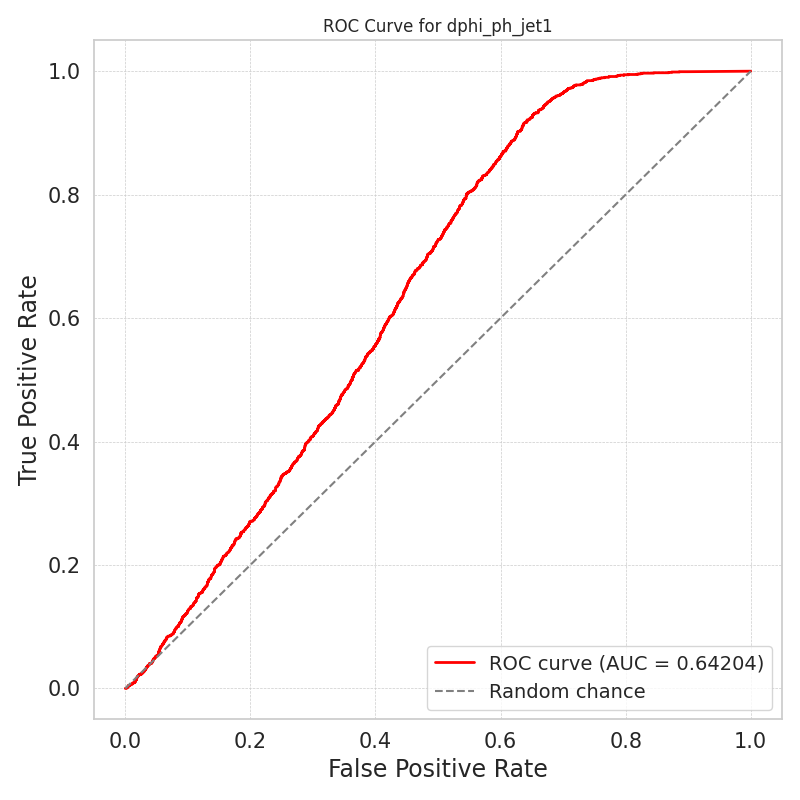 ROC Curve for dphi_ph_jet1
1.0
0.8
0.6
0.4
0.2
0.0
True Positive Rate
ROC curve (AUC = 0.64204)
Random chance
0.0 0.2 0.4 0.6 0.8 1.0
False Positive Rate